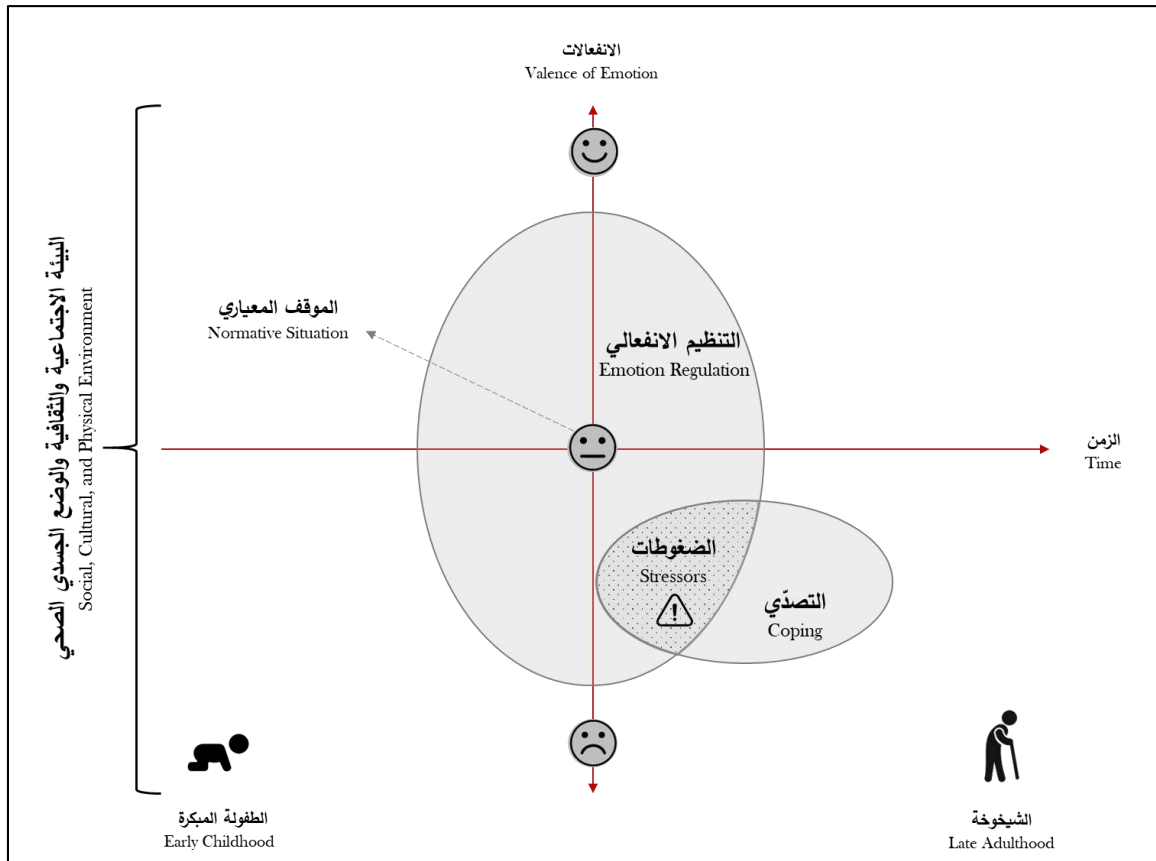 الانفعالات
Valence of Emotion
البيئة الاجتماعية والثقافية والوضع الجسدي الصحي
Social, Cultural, and Physical Environment
الموقف المعياري
Normative Situation
التنظيم الانفعالي
Emotion Regulation
الزمن
Time
الضغوطات
Stressors
التصدّي
Coping
الطفولة المبكرة
Early Childhood
الشيخوخة
Late Adulthood